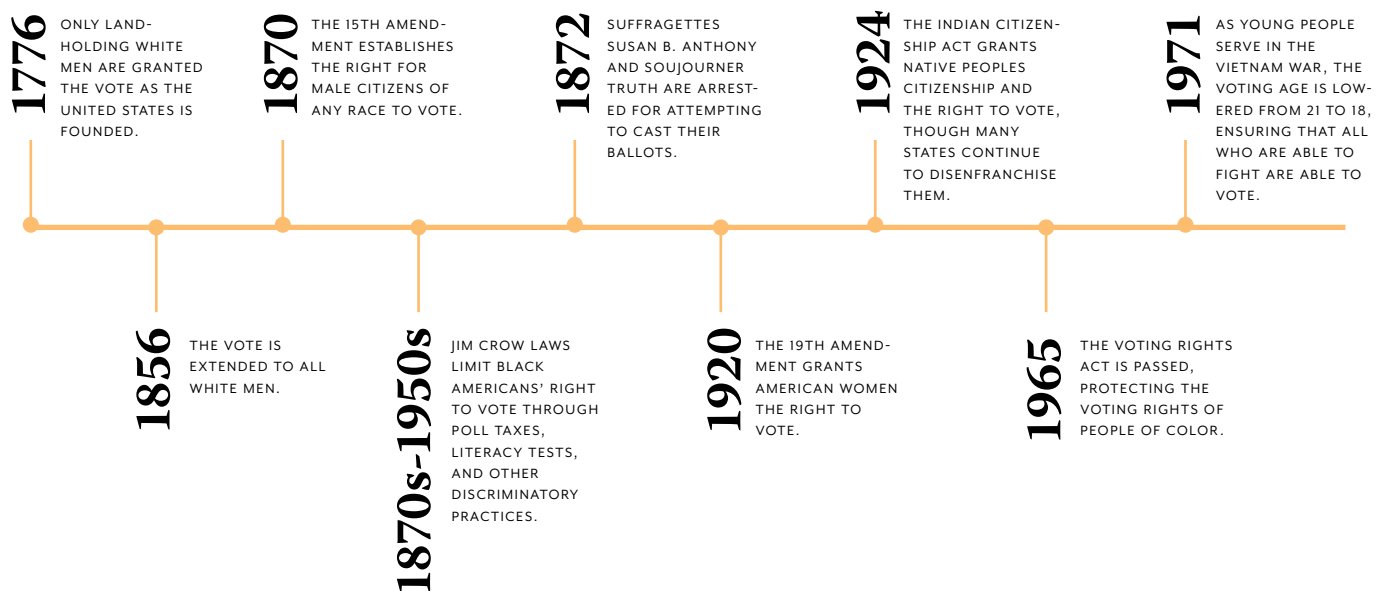 1776
ONLY LAND-
HOLDING WHITE
MEN ARE GRANTED
THE VOTE AS THE
UNITED STATES IS
FOUNDED.
1856
THE VOTE IS
EXTENDED TO ALL
WHITE MEN.
1870
THE 15TH AMEND-
MENT ESTABLISHES
THE RIGHT FOR
MALE CITIZENS OF
ANY RACE TO VOTE.
1870s-1950s
JIM CROW LAWS
LIMIT BLACK
AMERICANS’ RIGHT
TO VOTE THROUGH
POLL TAXES,
LITERACY TESTS,
AND OTHER
DISCRIMINATORY
PRACTICES.
1872
SUFFRAGETTES
SUSAN B. ANTHONY
AND SOUJOURNER
TRUTH ARE ARREST-
ED FOR ATTEMPTING
TO CAST THEIR
BALLOTS.
1920
THE 19TH AMEND-
MENT GRANTS
AMERICAN WOMEN
THE RIGHT TO
VOTE.
1924
THE INDIAN CITIZEN-
SHIP ACT GRANTS
NATIVE PEOPLES
CITIZENSHIP AND
THE RIGHT TO VOTE,
THOUGH MANY
STATES CONTINUE
TO DISENFRANCHISE
THEM.
1965
THE VOTING RIGHTS
ACT IS PASSED,
PROTECTING THE
VOTING RIGHTS OF
PEOPLE OF COLOR.
1971
AS YOUNG PEOPLE
SERVE IN THE
VIETNAM WAR, THE
VOTING AGE IS LOW-
ERED FROM 21 TO 18,
ENSURING THAT ALL
WHO ARE ABLE TO
FIGHT ARE ABLE TO
VOTE.